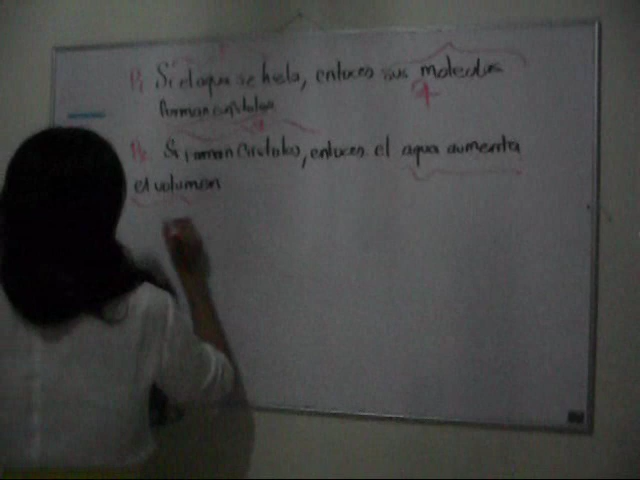 P1 Si el agua se hiela, entonces sus moleculas
forman cristales
P2 Si forman cristales, entonces el agua aumenta
el volumen
q
q